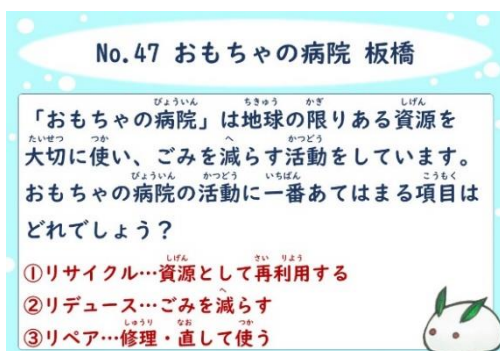 No.47 おもちゃの病院 板橋
「おもちゃの病院」は地球の限りある資源を
大切に使い、ごみを減らす活動をしています。
おもちゃの病院の活動に一番あてはまる項目は
どれでしょう？
①リサイクル…資源として再利用する
②リデュース…ごみを減らす
③リペア…修理・直して使う